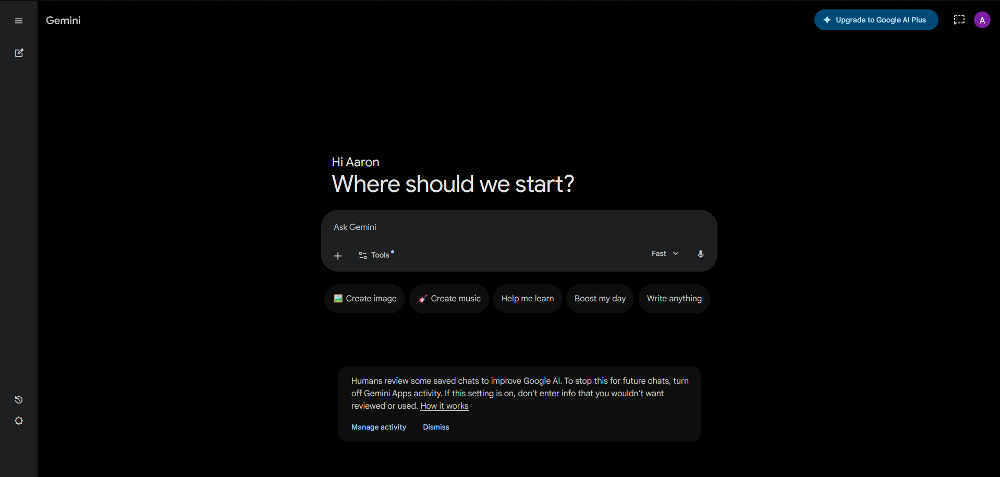 Gemini
Upgrade to Google AI Plus
A
Hi Aaron
Where should we start?
Ask Gemini
Tools
Fast
Create image
Create music
Help me learn
Boost my day
Write anything
Humans review some saved chats to improve Google AI. To stop this for future chats, turn
off Gemini Apps activity. If this setting is on, don't enter info that you wouldn't want
reviewed or used. How it works
Manage activity
Dismiss